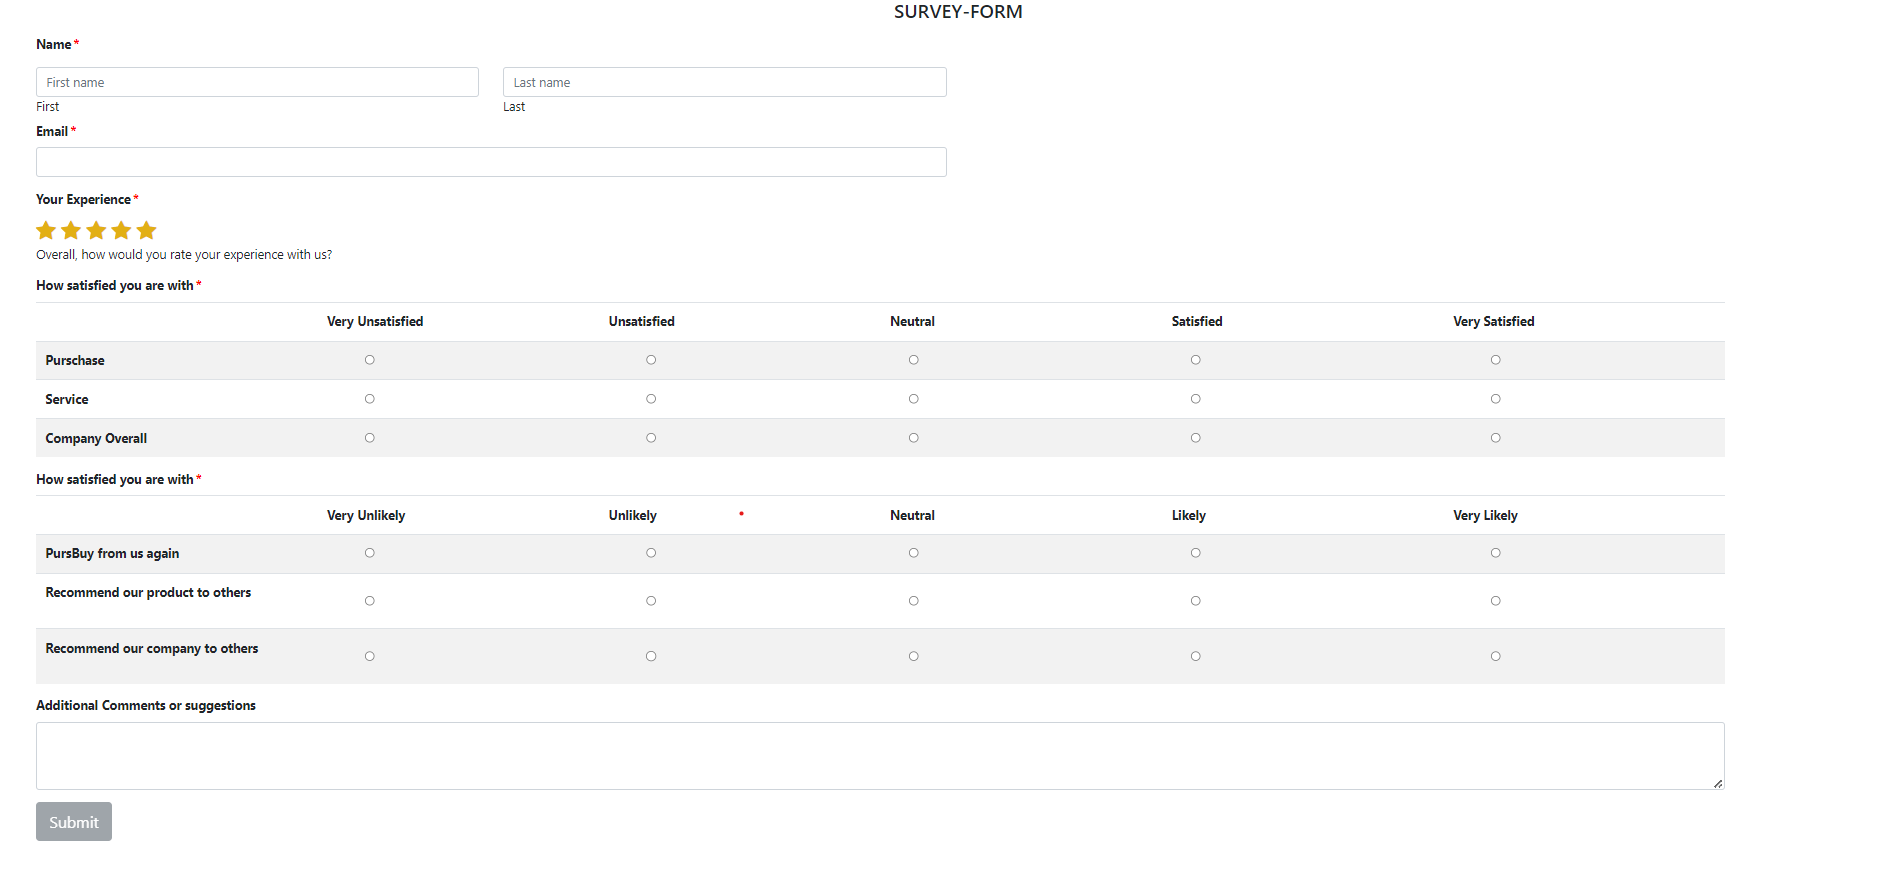 SURVEY-FORM
Name*
First name Last name
First Last
Email*
Your Experience*
Overall, how would you rate your experience with us?
How satisfied you are with*
Very Unsatisfied Unsatisfied Neutral Satisfied Very Satisfied
Purschase
Service
Company Overall
How satisfied you are with*
Very Unlikely Unlikely Neutral Likely Very Likely
PursBuy from us again
Recommend our product to others
Recommend our company to others
Additional Comments or suggestions
Submit